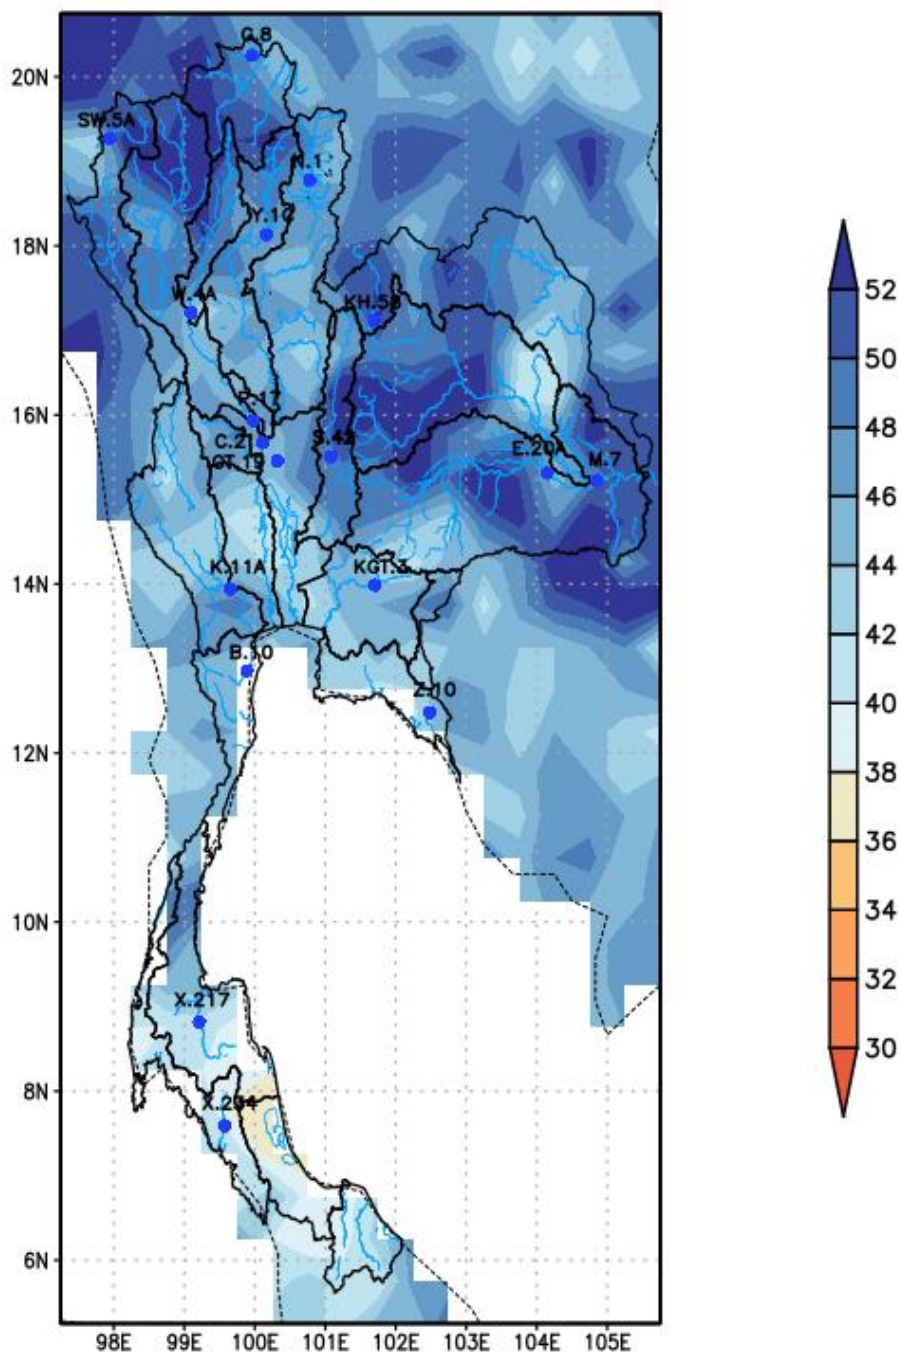 20N
18N
16N
14N
12N
10N
8N
6N
98E 99E 100E 101E 102E 103E 104E 105E
SW.5A
N.1
Y.1C
W.4A
KH.58
P.17
C.2
CT.19
S.42
E.20A
M.7
K.11A
KGT.3
B.10
Z.10
X.217
X.234
52
50
48
46
44
42
40
38
36
34
32
30